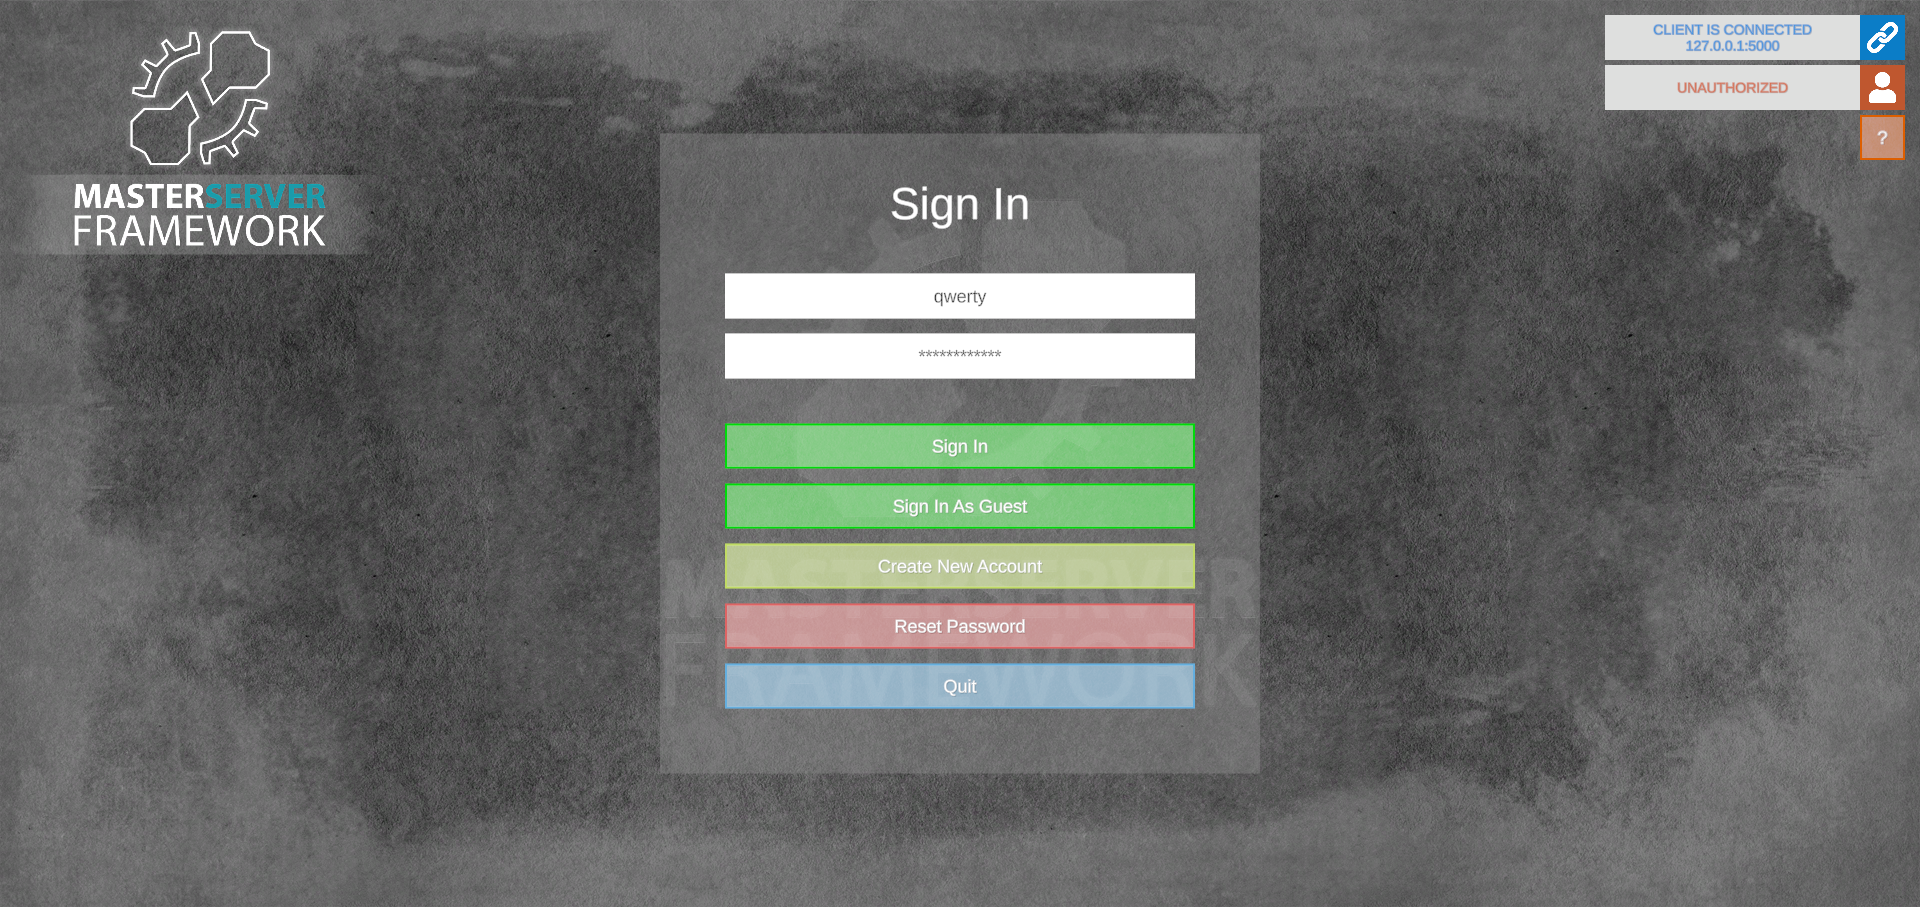 MASTERSERVER
FRAMEWORK
CLIENT IS CONNECTED
127.0.0.1:5000
UNAUTHORIZED
?
Sign In
qwerty
************
Sign In
Sign In As Guest
Create New Account
Reset Password
Quit
MASTERSERVER
FRAMEWORK